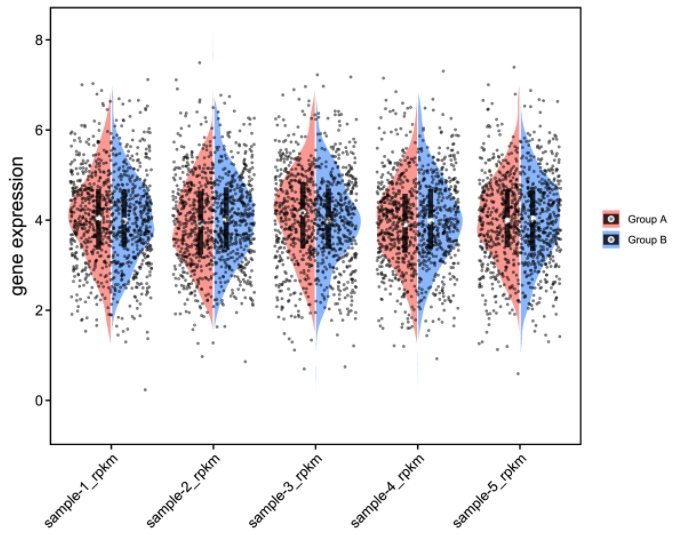 gene expression
8
6
4
2
0
sample-1_rpkm
sample-2_rpkm
sample-3_rpkm
sample-4_rpkm
sample-5_rpkm
Group A
Group B